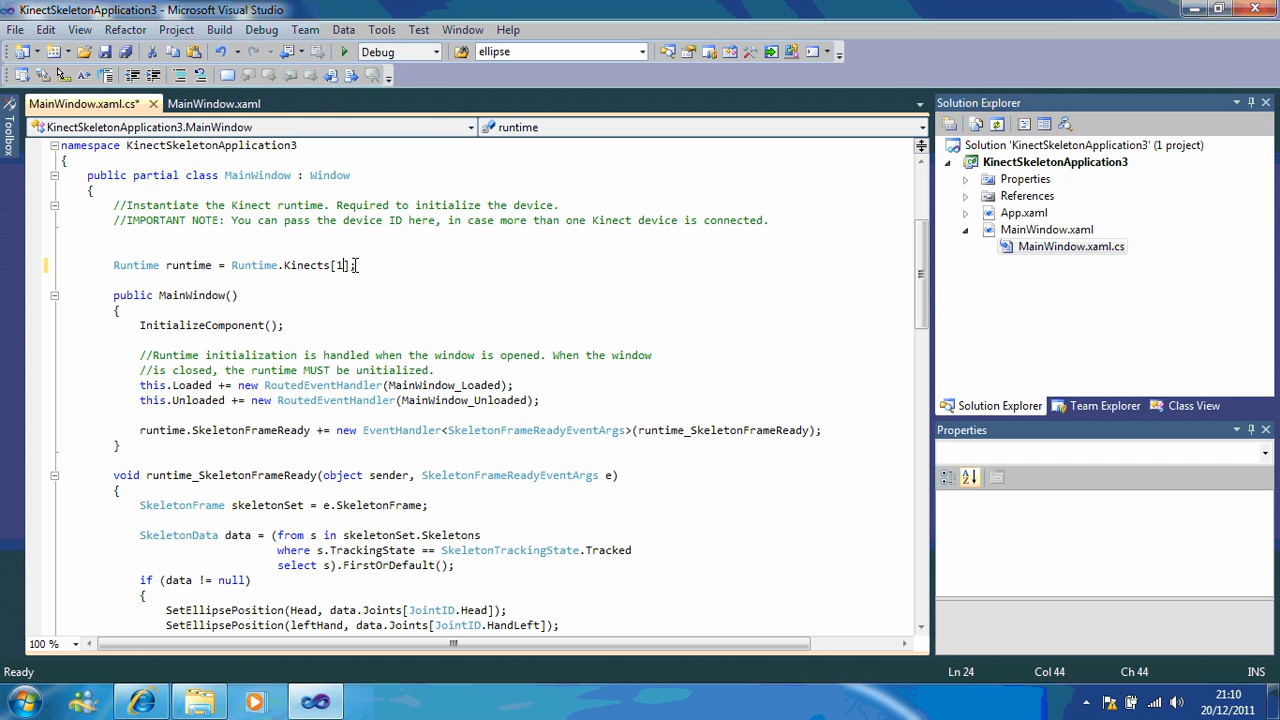 KinectSkeletonApplication3 - Microsoft Visual Studio
File Edit View Refactor Project Build Debug Team Data Tools Test Window Help
Debug ellipse
MainWindow.xaml.cs* MainWindow.xaml
KinectSkeletonApplication3.MainWindow runtime
namespace KinectSkeletonApplication3
{
public partial class MainWindow : Window
{
//Instantiate the Kinect runtime. Required to initialize the device.
//IMPORTANT NOTE: You can pass the device ID here, in case more than one Kinect device is connected.
Runtime runtime = Runtime.Kinects[1];
public MainWindow()
{
InitializeComponent();
//Runtime initialization is handled when the window is opened. When the window
//is closed, the runtime MUST be unitialized.
this.Loaded += new RoutedEventHandler(MainWindow_Loaded);
this.Unloaded += new RoutedEventHandler(MainWindow_Unloaded);
runtime.SkeletonFrameReady += new EventHandler<SkeletonFrameReadyEventArgs>(runtime_SkeletonFrameReady);
}
void runtime_SkeletonFrameReady(object sender, SkeletonFrameReadyEventArgs e)
{
SkeletonFrame skeletonSet = e.SkeletonFrame;
SkeletonData data = (from s in skeletonSet.Skeletons
where s.TrackingState == SkeletonTrackingState.Tracked
select s).FirstOrDefault();
if (data != null)
{
SetEllipsePosition(Head, data.Joints[JointID.Head]);
SetEllipsePosition(leftHand, data.Joints[JointID.HandLeft]);
100 %
Toolbox
Solution Explorer
Solution 'KinectSkeletonApplication3' (1 project)
KinectSkeletonApplication3
Properties
References
App.xaml
MainWindow.xaml
MainWindow.xaml.cs
Solution Explorer Team Explorer Class View
Properties
Ready Ln 24 Col 44 Ch 44 INS
21:10
20/12/2011